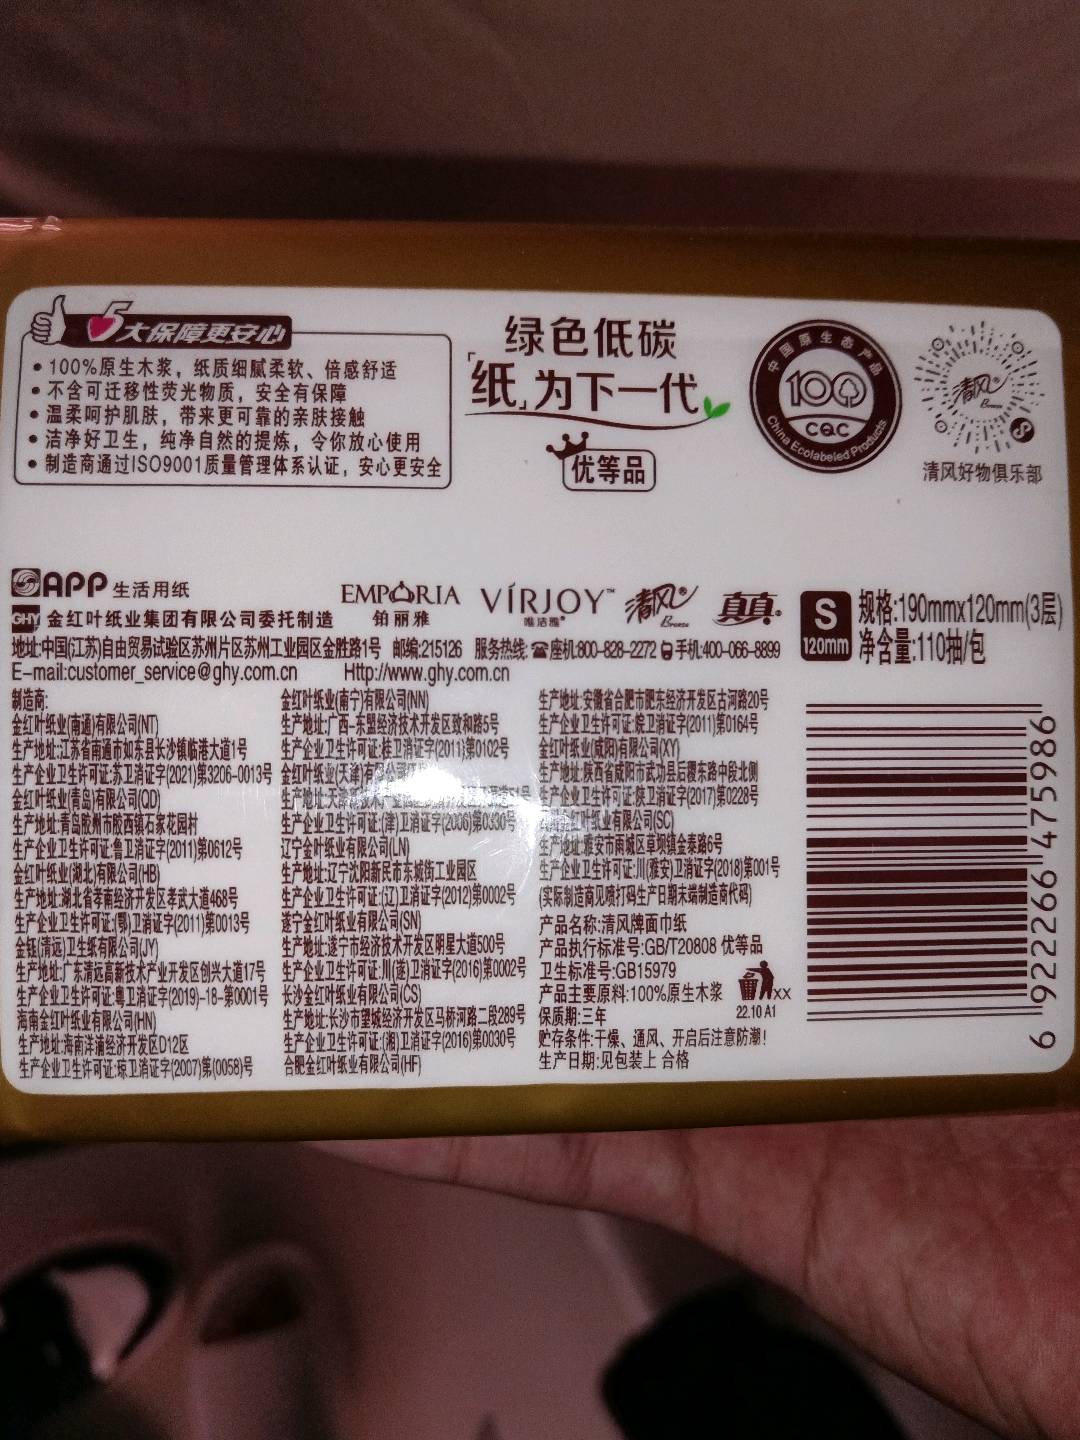 5大保障更安心
• 100%原生木浆，纸质细腻柔软、倍感舒适
• 不含可迁移性荧光物质，安全有保障
• 温柔呵护肌肤，带来更可靠的亲肤接触
• 洁净好卫生，纯净自然的提炼，令你放心使用
• 制造商通过ISO9001质量管理体系认证，安心更安全
绿色低碳
「纸」为下一代
优等品
中国原生态产品
100
CQC
China Ecolabeled Products
清风®
Breeze
清风好物俱乐部
APP 生活用纸
EMPORIA
铂丽雅
VÍRJOY™
唯洁雅®
清风®
Breeze
真真®
GHY 金红叶纸业集团有限公司委托制造
地址:中国(江苏)自由贸易试验区苏州片区苏州工业园区金胜路1号 邮编:215126 服务热线:☎座机:800-828-2272 手机:400-066-8899
E-mail:customer_service@ghy.com.cn Http://www.ghy.com.cn
S
120mm
规格:190mmx120mm(3层)
净含量:110抽/包
制造商:
金红叶纸业(南通)有限公司(NT)
生产地址:江苏省南通市如东县长沙镇临港大道1号
生产企业卫生许可证:苏卫消证字(2021)第3206-0013号
金红叶纸业(青岛)有限公司(QD)
生产地址:青岛胶州市胶西镇石家花园村
生产企业卫生许可证:鲁卫消证字(2011)第0612号
金红叶纸业(湖北)有限公司(HB)
生产地址:湖北省孝南经济开发区孝武大道468号
生产企业卫生许可证:(鄂)卫消证字(2011)第0013号
金钰(清远)卫生纸有限公司(JY)
生产地址:广东清远高新技术产业开发区创兴大道17号
生产企业卫生许可证:粤卫消证字(2019)-18-第0001号
海南金红叶纸业有限公司(HN)
生产地址:海南洋浦经济开发区D12区
生产企业卫生许可证:琼卫消证字(2007)第(0058)号
金红叶纸业(南宁)有限公司(NN)
生产地址:广西-东盟经济技术开发区致和路5号
生产企业卫生许可证:桂卫消证字(2011)第0102号
金红叶纸业(天津)有
生产地址:天津
生产企业卫生许可证:(津)卫消证字(2006)第0330号
辽宁金叶纸业有限公司(LN)
生产地址:辽宁沈阳新民市东城街工业园区
生产企业卫生许可证:(辽)卫消证字(2012)第0002号
遂宁金红叶纸业有限公司(SN)
生产地址:遂宁市经济技术开发区明星大道500号
生产企业卫生许可证:川(遂)卫消证字(2016)第0002号
长沙金红叶纸业有限公司(CS)
生产地址:长沙市望城经济开发区马桥河路二段289号
生产企业卫生许可证:(湘)卫消证字(2016)第0030号
合肥金红叶纸业有限公司(HF)
生产地址:安徽省合肥市肥东经济开发区古河路20号
生产企业卫生许可证:皖卫消证字(2011)第0164号
金红叶纸业(咸阳)有限公司(XY)
生产地址:陕西省咸阳市武功县后稷东路中段北侧
生产企业卫生许可证:陕卫消证字(2017)第0228号
红叶纸业有限公司(SC)
生产地址:雅安市雨城区草坝镇金泰路6号
生产企业卫生许可证:川(雅安)卫消证字(2018)第001号
(实际制造商见喷打码生产日期末端制造商代码)
产品名称:清风牌面巾纸
产品执行标准号:GB/T20808 优等品
卫生标准号:GB15979
产品主要原料:100%原生木浆
保质期:三年
贮存条件:干燥、通风、开启后注意防潮!
生产日期:见包装上 合格
XX
22.10 A1
6922266475986